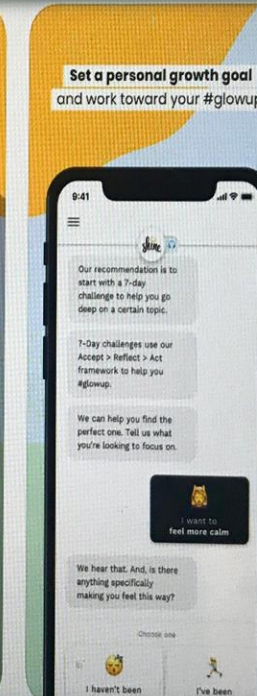 Set a personal growth goal
and work toward your #glowup
9:41
shine
Our recommendation is to
start with a 7-day
challenge to help you go
deep on a certain topic.
7-Day challenges use our
Accept > Reflect > Act
framework to help you
#glowup.
We can help you find the
perfect one. Tell us what
you're looking to focus on.
I want to
feel more calm
We hear that. And, is there
anything specifically
making you feel this way?
Choose one
I haven't been
I've been